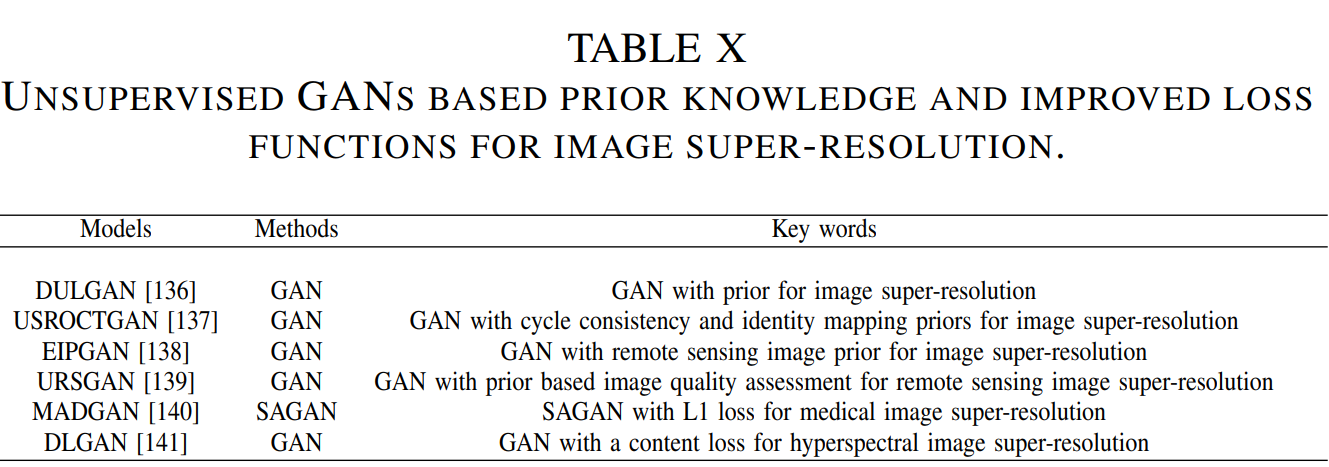 TABLE X
UNSUPERVISED GANS BASED PRIOR KNOWLEDGE AND IMPROVED LOSS
FUNCTIONS FOR IMAGE SUPER-RESOLUTION.
Models Methods Key words
DULGAN [136] GAN GAN with prior for image super-resolution
USROCTGAN [137] GAN GAN with cycle consistency and identity mapping priors for image super-resolution
EIPGAN [138] GAN GAN with remote sensing image prior for image super-resolution
URSGAN [139] GAN GAN with prior based image quality assessment for remote sensing image super-resolution
MADGAN [140] SAGAN SAGAN with L1 loss for medical image super-resolution
DLGAN [141] GAN GAN with a content loss for hyperspectral image super-resolution